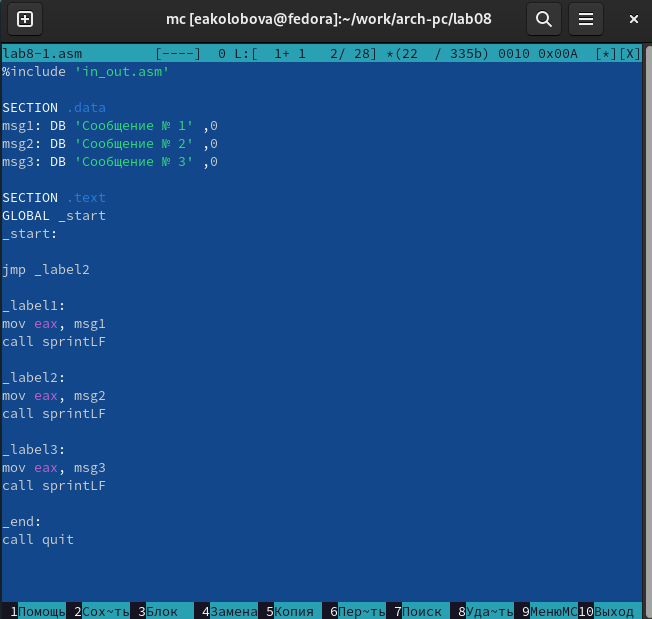 mc [eakolobova@fedora]:~/work/arch-pc/lab08
lab8-1.asm [----] 0 L:[ 1+ 1 2/ 28] *(22 / 335b) 0010 0x00A [*][X]
%include 'in_out.asm'
SECTION .data
msg1: DB 'Сообщение № 1' ,0
msg2: DB 'Сообщение № 2' ,0
msg3: DB 'Сообщение № 3' ,0
SECTION .text
GLOBAL _start
_start:
jmp _label2
_label1:
mov eax, msg1
call sprintLF
_label2:
mov eax, msg2
call sprintLF
_label3:
mov eax, msg3
call sprintLF
_end:
call quit
1Помощь 2Сох~ть 3Блок 4Замена 5Копия 6Пер~ть 7Поиск 8Уда~ть 9МенюMC 10Выход